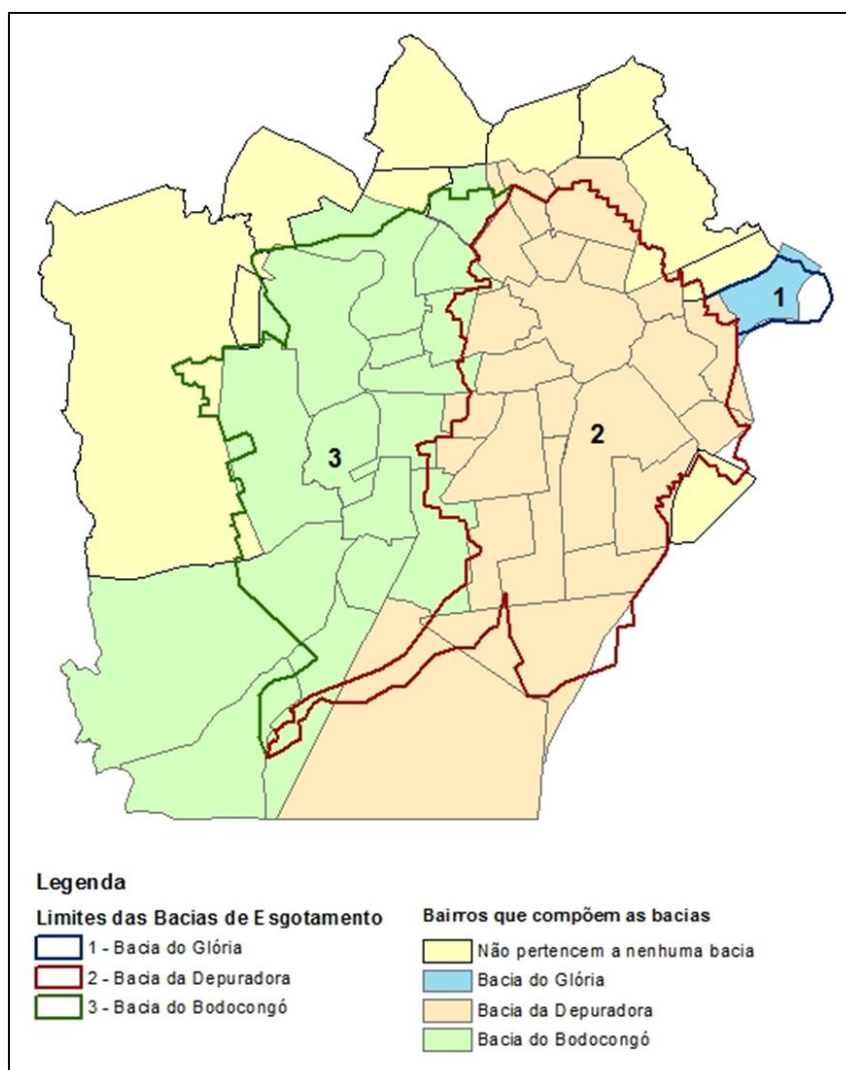 1
2
3
Legenda
Limites das Bacias de Esgotamento
1 - Bacia do Glória
2 - Bacia da Depuradora
3 - Bacia do Bodocongó
Bairros que compõem as bacias
Não pertencem a nenhuma bacia
Bacia do Glória
Bacia da Depuradora
Bacia do Bodocongó